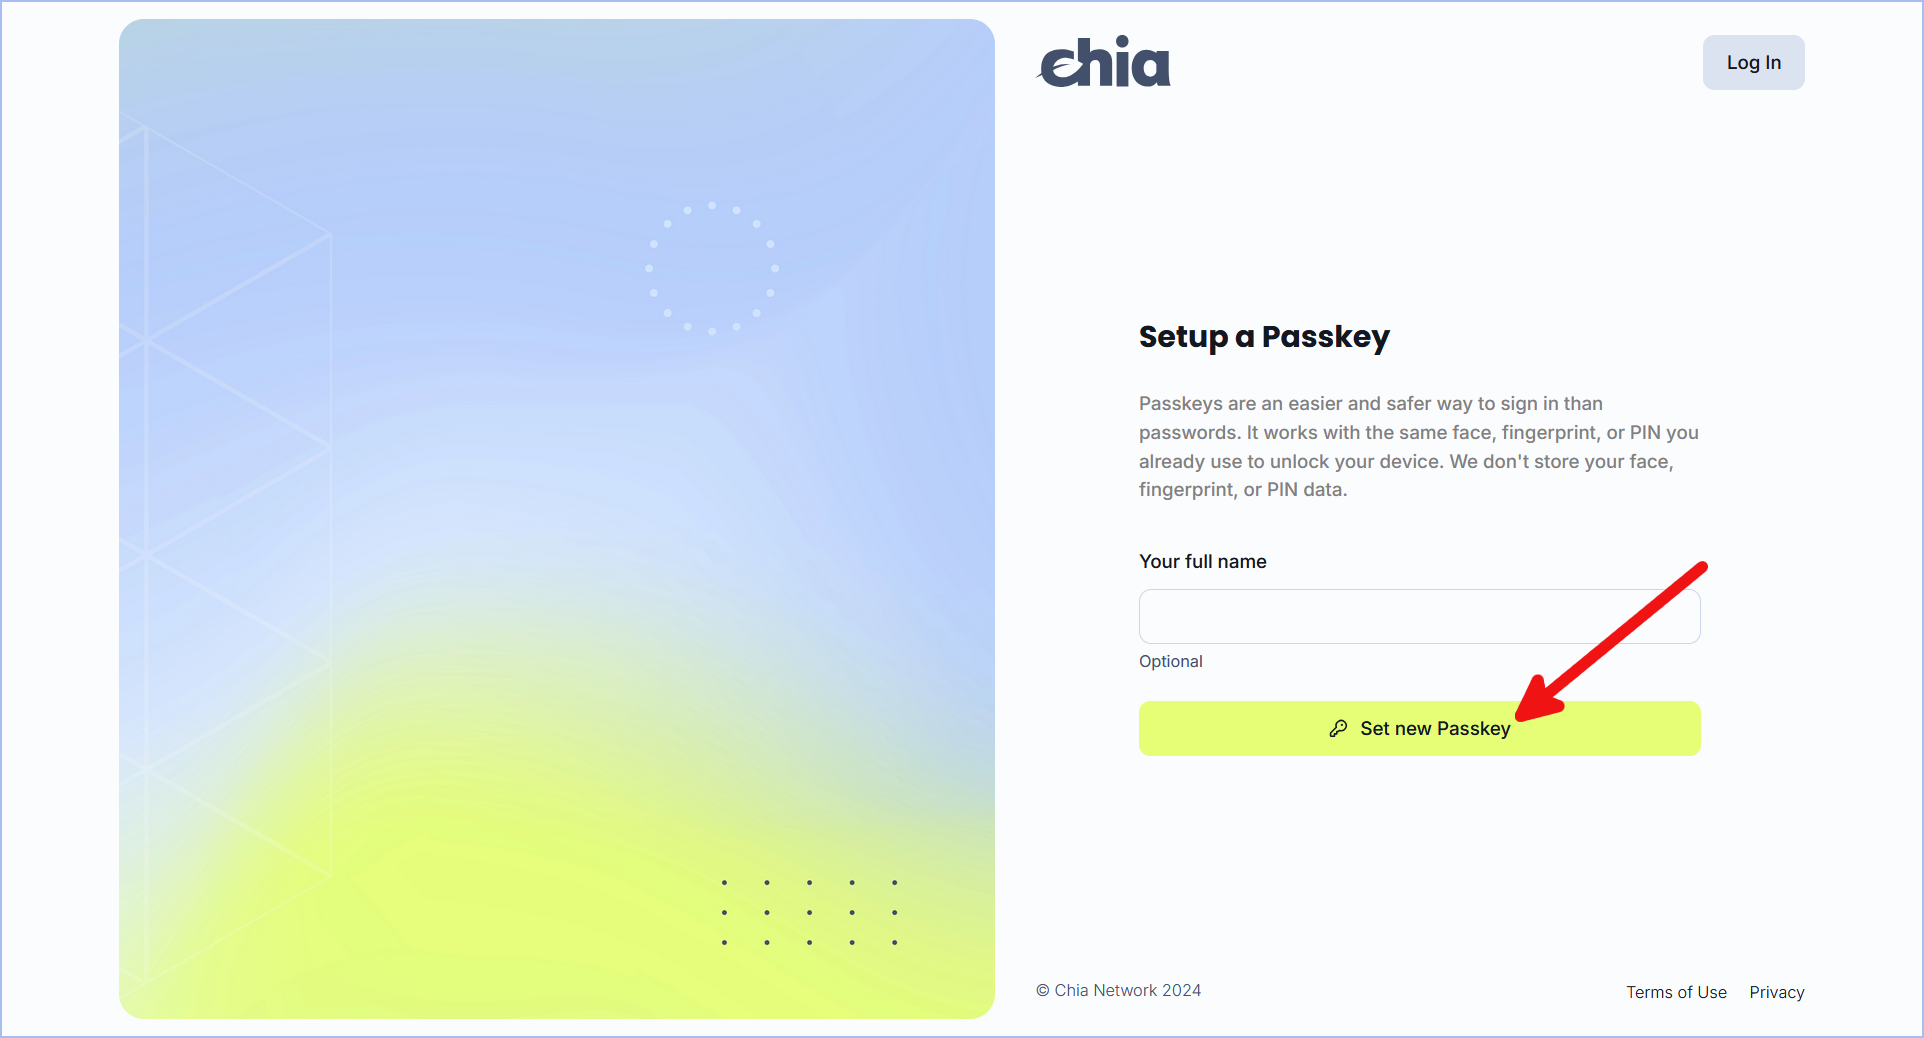 chia
Log In
Setup a Passkey
Passkeys are an easier and safer way to sign in than
passwords. It works with the same face, fingerprint, or PIN you
already use to unlock your device. We don't store your face,
fingerprint, or PIN data.
Your full name
Optional
Set new Passkey
© Chia Network 2024
Terms of Use
Privacy